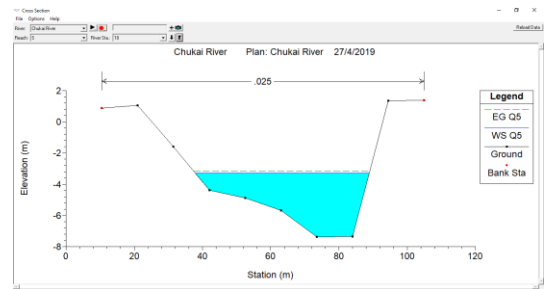 Cross Section
File Options Help
River: Chukai River
Reload Data
Reach: 5 River Sta.: 10
Chukai River Plan: Chukai River 27/4/2019
.025
Legend
EG Q5
WS Q5
Ground
Bank Sta
Elevation (m)
2
0
-2
-4
-6
-8
0 20 40 60 80 100 120
Station (m)